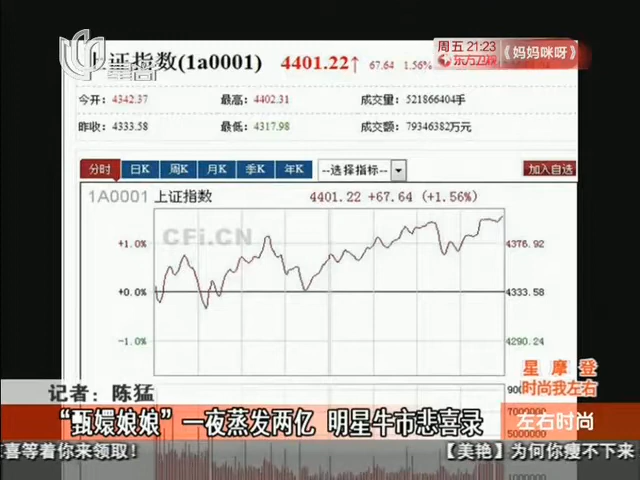 周五 21:23
东方卫视
《妈妈咪呀》
星尚
上证指数(1a0001) 4401.22↑ 67.64 1.56%
今开: 4342.37 最高: 4402.31 成交量: 521866404手
昨收: 4333.58 最低: 4317.98 成交额: 79346382万元
分时 日K 周K 月K 季K 年K --选择指标-- 加入自选
1A0001 上证指数 4401.22 +67.64 (+1.56%)
CFi.CN
+1.0% 4376.92
+0.0% 4333.58
-1.0% 4290.24
星 摩 登
时尚我左右
记者: 陈猛
“甄嬛娘娘”一夜蒸发两亿 明星牛市悲喜录
左右时尚
喜等着你来领取! 【美艳】为何你瘦不下来